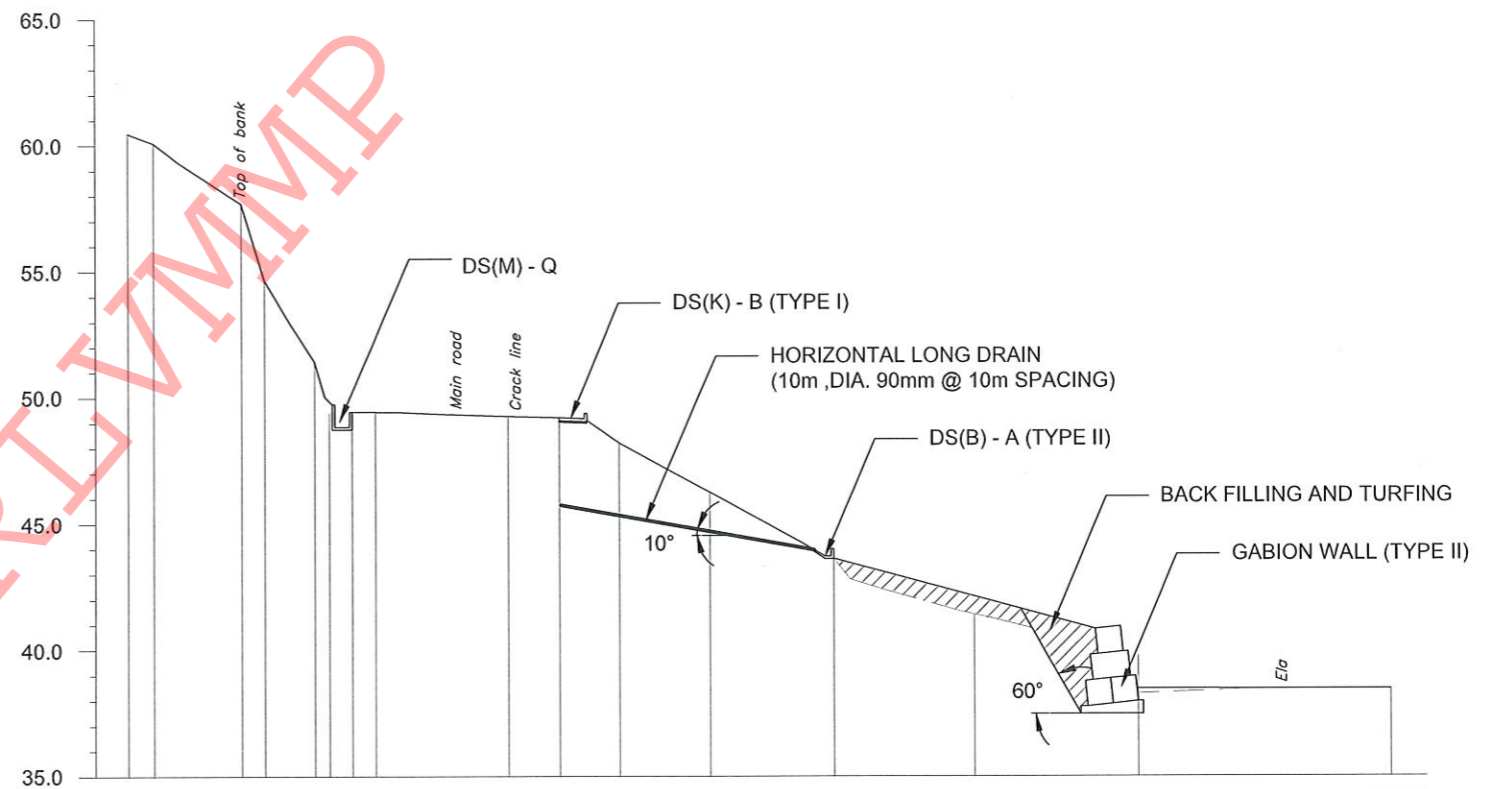 65.0
60.0
55.0
50.0
45.0
40.0
35.0
Top of bank
DS(M) - Q
Main road
Crack line
DS(K) - B (TYPE I)
HORIZONTAL LONG DRAIN
(10m ,DIA. 90mm @ 10m SPACING)
10°
DS(B) - A (TYPE II)
BACK FILLING AND TURFING
GABION WALL (TYPE II)
60°
Ela
RLVMMP